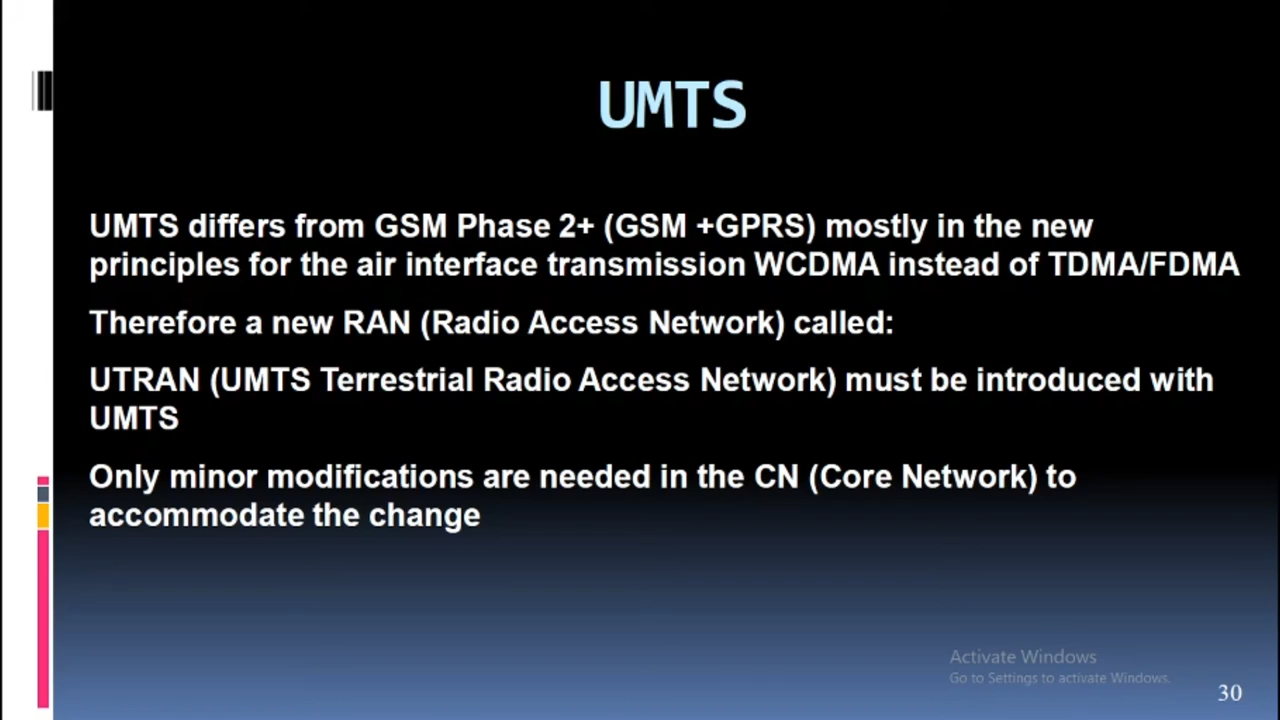 UMTS
UMTS differs from GSM Phase 2+ (GSM +GPRS) mostly in the new
principles for the air interface transmission WCDMA instead of TDMA/FDMA
Therefore a new RAN (Radio Access Network) called:
UTRAN (UMTS Terrestrial Radio Access Network) must be introduced with
UMTS
Only minor modifications are needed in the CN (Core Network) to
accommodate the change
Activate Windows
Go to Settings to activate Windows.
30